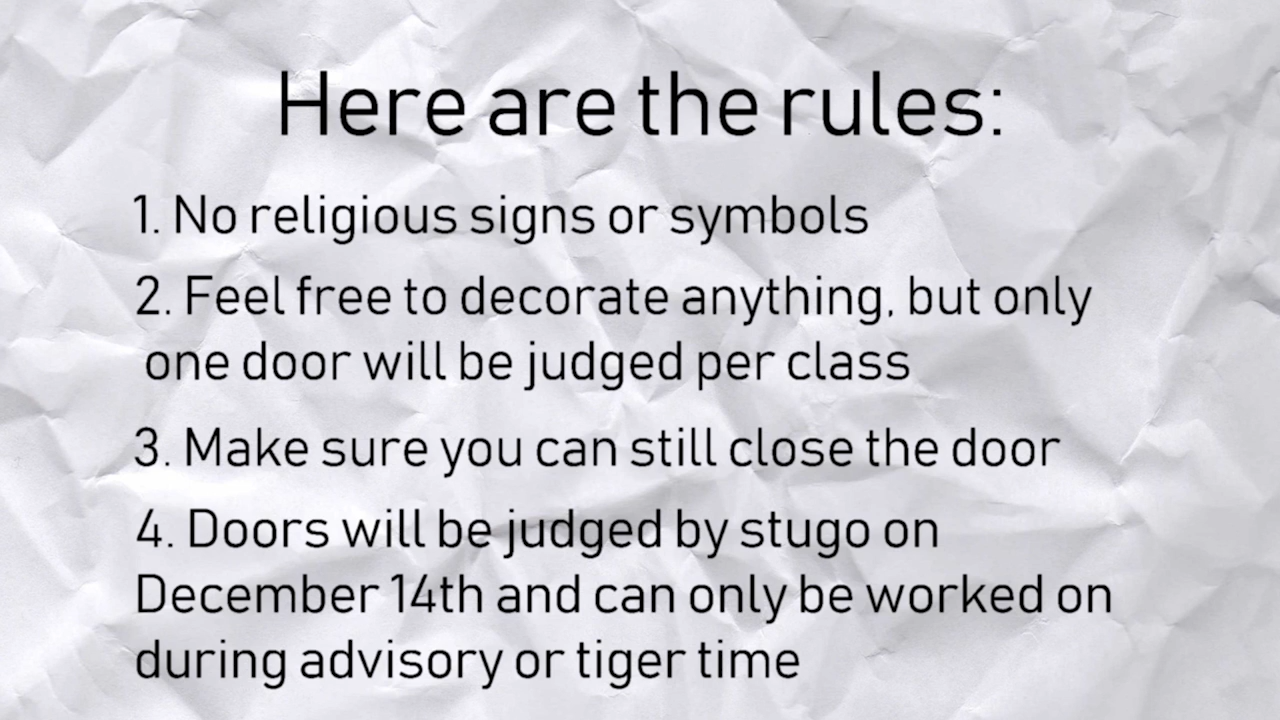 Here are the rules:
1. No religious signs or symbols
2. Feel free to decorate anything, but only
one door will be judged per class
3. Make sure you can still close the door
4. Doors will be judged by stugo on
December 14th and can only be worked on
during advisory or tiger time